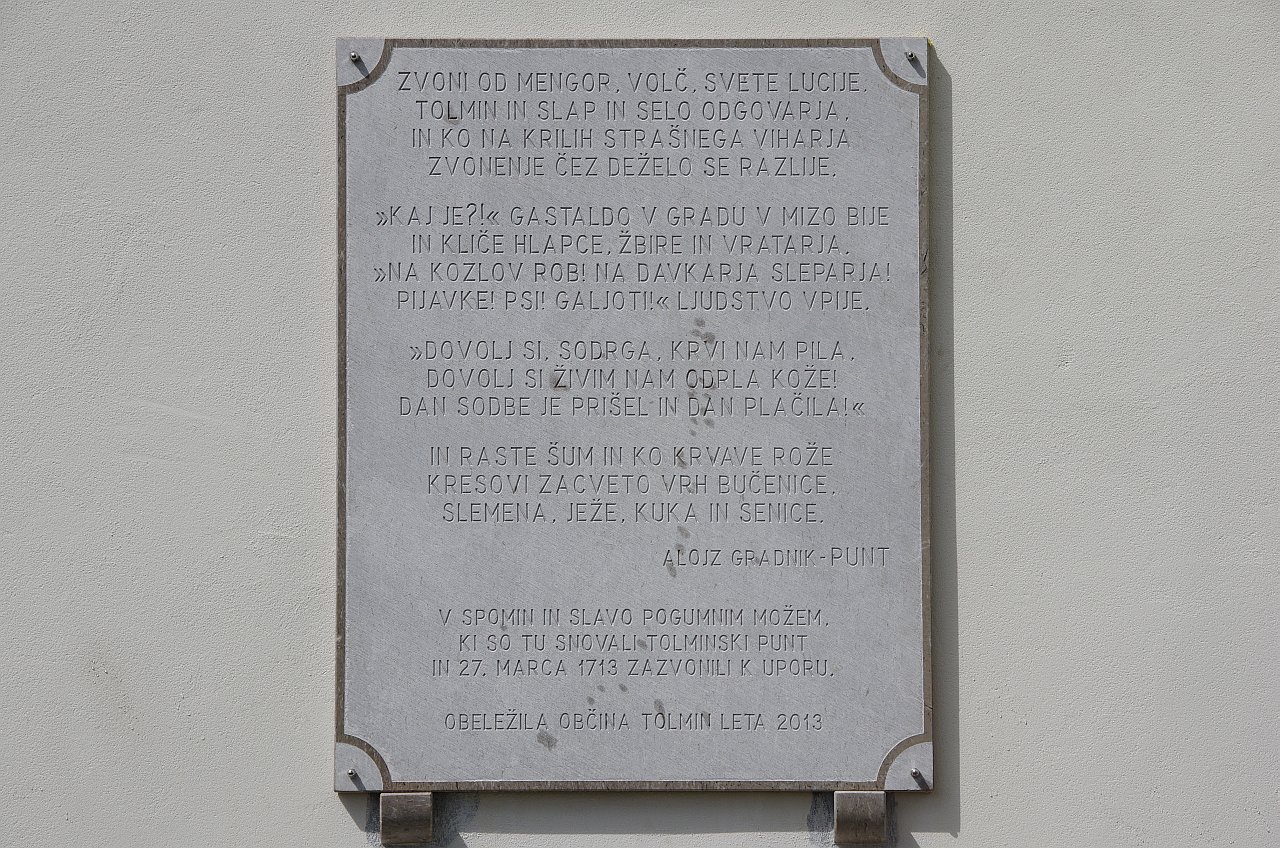 ZVONI OD MENGOR, VOLČ, SVETE LUCIJE.
TOLMIN IN SLAP IN SELO ODGOVARJA,
IN KO NA KRILIH STRAŠNEGA VIHARJA
ZVONENJE ČEZ DEŽELO SE RAZLIJE.
»KAJ JE?!« GASTALDO V GRADU V MIZO BIJE
IN KLIČE HLAPCE, ŽBIRE IN VRATARJA.
»NA KOZLOV ROB! NA DAVKARJA SLEPARJA!
PIJAVKE! PSI! GALJOTI!« LJUDSTVO VPIJE.
»DOVOLJ SI, SODRGA, KRVI NAM PILA,
DOVOLJ SI ŽIVIM NAM ODRLA KOŽE!
DAN SODBE JE PRIŠEL IN DAN PLAČILA!«
IN RASTE ŠUM IN KO KRVAVE ROŽE
KRESOVI ZACVETO VRH BUČENICE,
SLEMENA, JEŽE, KUKA IN SENICE.
ALOJZ GRADNIK-PUNT
V SPOMIN IN SLAVO POGUMNIM MOŽEM,
KI SO TU SNOVALI TOLMINSKI PUNT
IN 27. MARCA 1713 ZAZVONILI K UPORU.
OBELEŽILA OBČINA TOLMIN LETA 2013